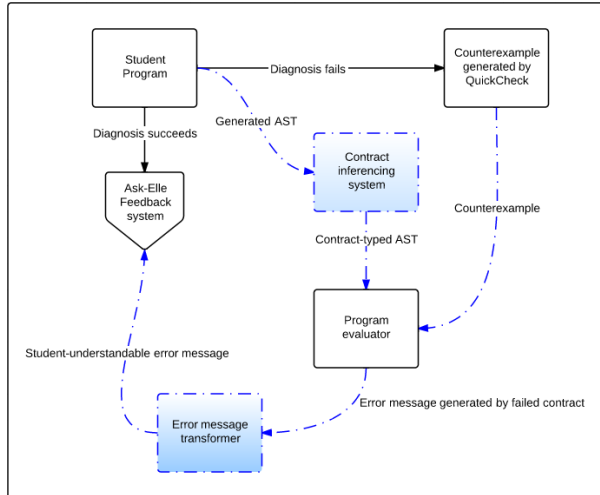 Student
Program
Diagnosis fails
Counterexample
generated by
QuickCheck
Generated AST
Diagnosis succeeds
Contract
inferencing
system
Ask-Elle
Feedback
system
Counterexample
Contract-typed AST
Program
evaluator
Student-understandable error message
Error message generated by failed contract
Error message
transformer